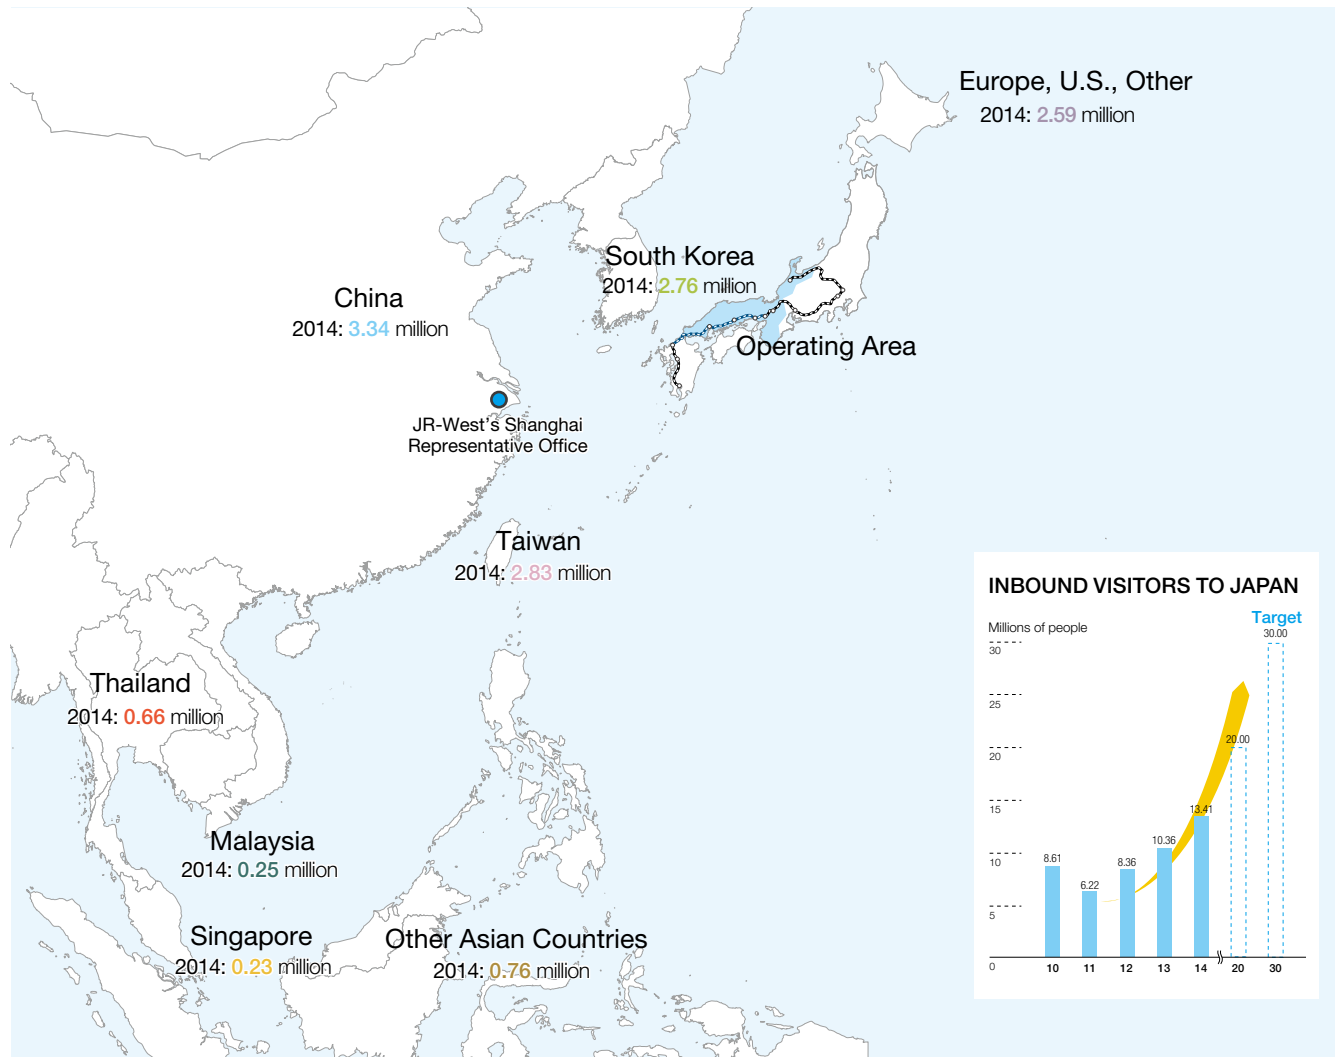 Europe, U.S., Other
2014: 2.59 million
South Korea
2014: 2.76 million
China
2014: 3.34 million
Operating Area
JR-West's Shanghai
Representative Office
Taiwan
2014: 2.83 million
Thailand
2014: 0.66 million
Malaysia
2014: 0.25 million
Singapore
2014: 0.23 million
Other Asian Countries
2014: 0.76 million
INBOUND VISITORS TO JAPAN
Target
Millions of people
30.00
30
25
20.00
20
15
13.41
10.36
10
8.61
8.36
6.22
5
0
10 11 12 13 14 20 30